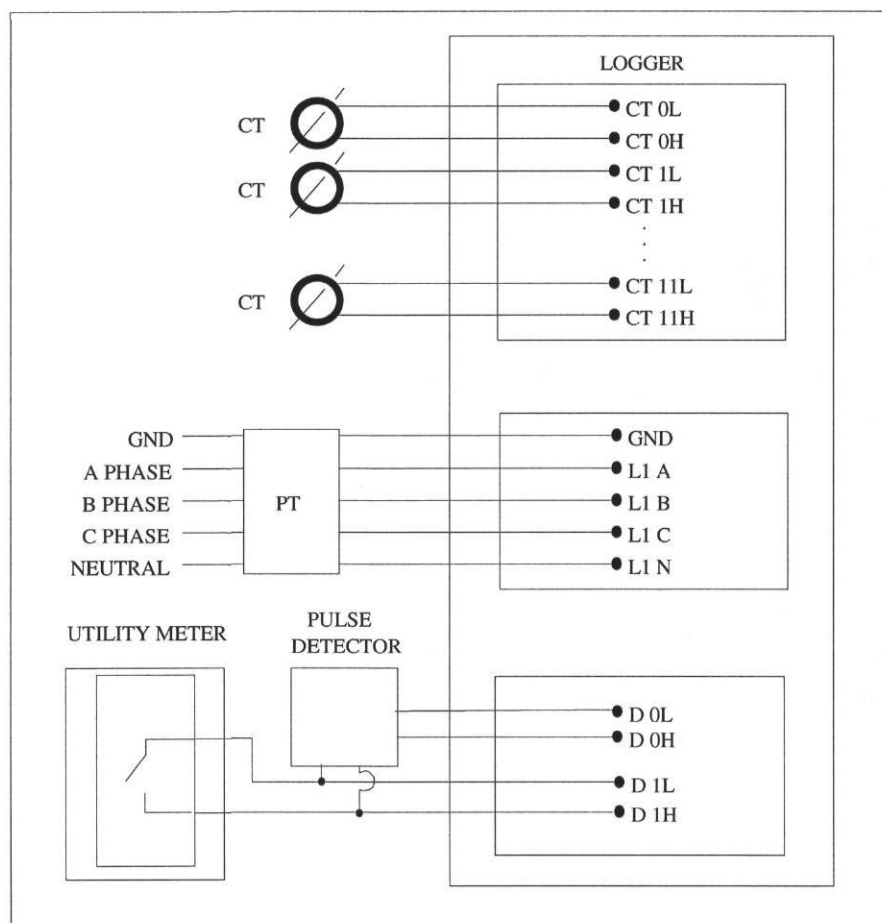 LOGGER
CT
CT 0L
CT 0H
CT
CT 1L
CT 1H
CT
CT 11L
CT 11H
GND
A PHASE
B PHASE
C PHASE
NEUTRAL
PT
GND
L1 A
L1 B
L1 C
L1 N
UTILITY METER
PULSE
DETECTOR
D 0L
D 0H
D 1L
D 1H